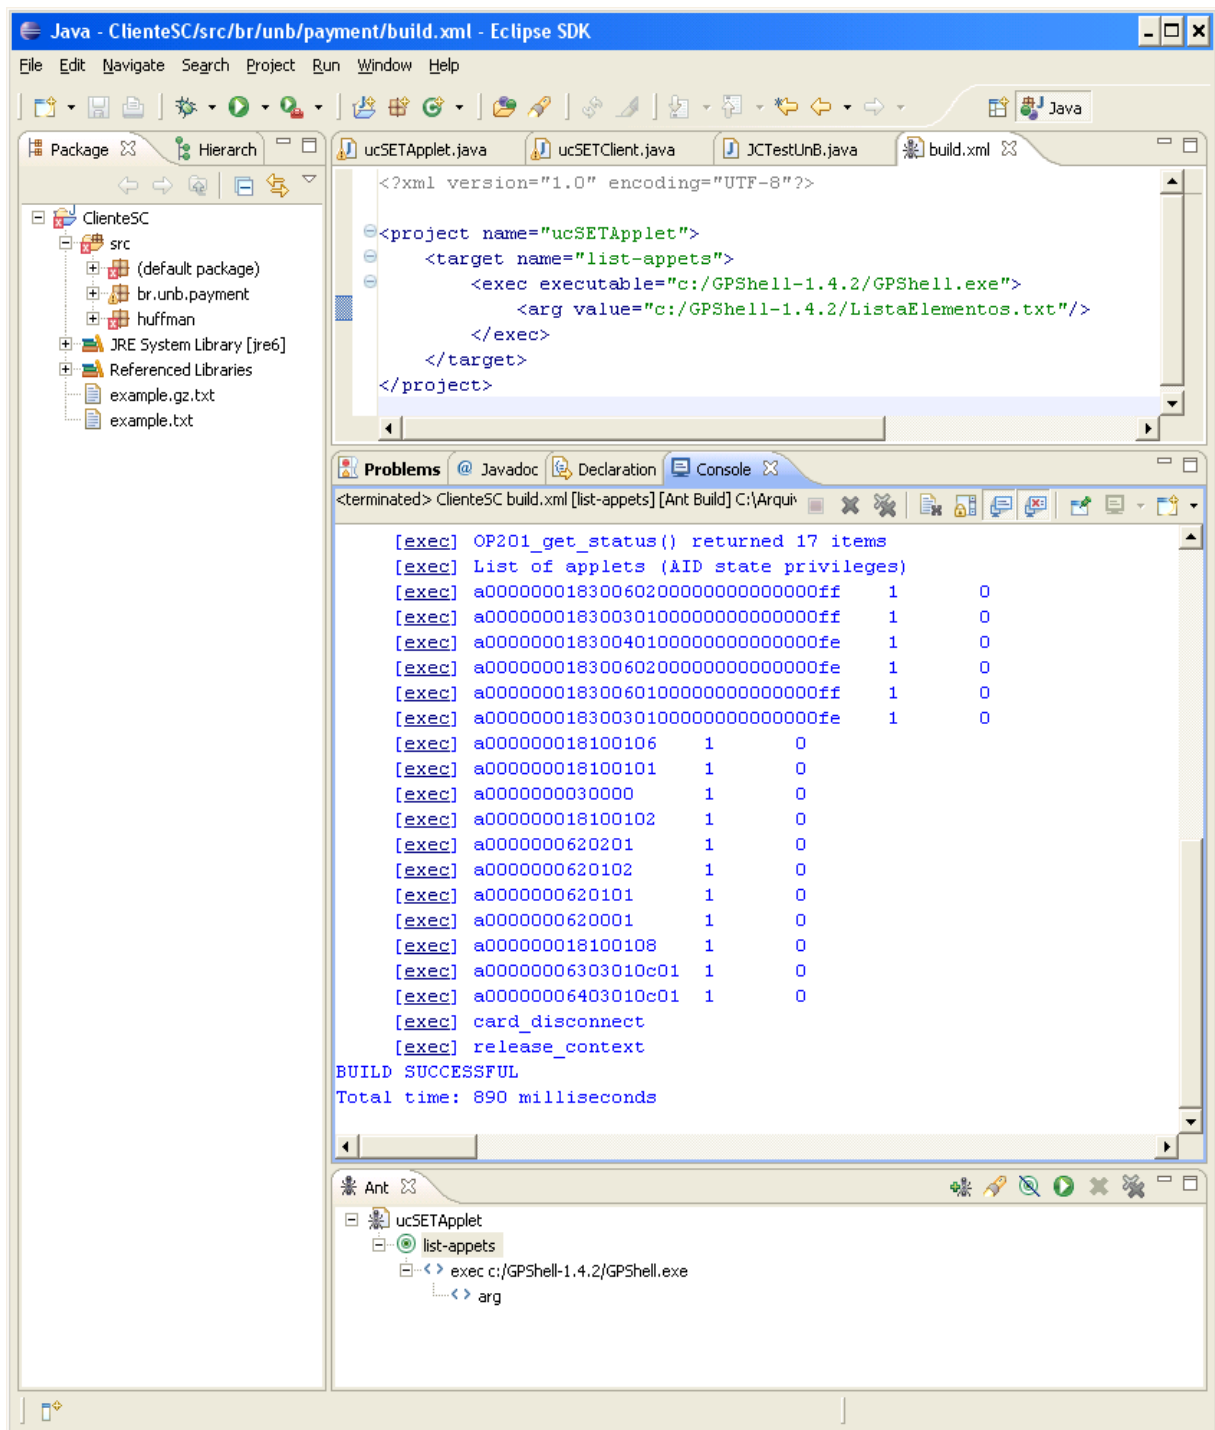 Java - ClienteSC/src/br/unb/payment/build.xml - Eclipse SDK
File Edit Navigate Search Project Run Window Help
Java
Package Hierarch
ClienteSC
src
(default package)
br.unb.payment
huffman
JRE System Library [jre6]
Referenced Libraries
example.gz.txt
example.txt
ucSETApplet.java ucSETClient.java JCTestUnB.java build.xml
<?xml version="1.0" encoding="UTF-8"?>
<project name="ucSETApplet">
<target name="list-appets">
<exec executable="c:/GPShell-1.4.2/GPShell.exe">
<arg value="c:/GPShell-1.4.2/ListaElementos.txt"/>
</exec>
</target>
</project>
Problems @ Javadoc Declaration Console
<terminated> ClienteSC build.xml [list-appets] [Ant Build] C:\Arqui
[exec] OP201_get_status() returned 17 items
[exec] List of applets (AID state privileges)
[exec] a00000001830060200000000000000ff 1 0
[exec] a00000001830030100000000000000ff 1 0
[exec] a00000001830040100000000000000fe 1 0
[exec] a00000001830060200000000000000fe 1 0
[exec] a00000001830060100000000000000ff 1 0
[exec] a00000001830030100000000000000fe 1 0
[exec] a000000018100106 1 0
[exec] a000000018100101 1 0
[exec] a0000000030000 1 0
[exec] a000000018100102 1 0
[exec] a0000000620201 1 0
[exec] a0000000620102 1 0
[exec] a0000000620101 1 0
[exec] a0000000620001 1 0
[exec] a000000018100108 1 0
[exec] a00000006303010c01 1 0
[exec] a00000006403010c01 1 0
[exec] card_disconnect
[exec] release_context
BUILD SUCCESSFUL
Total time: 890 milliseconds
Ant
ucSETApplet
list-appets
exec c:/GPShell-1.4.2/GPShell.exe
arg